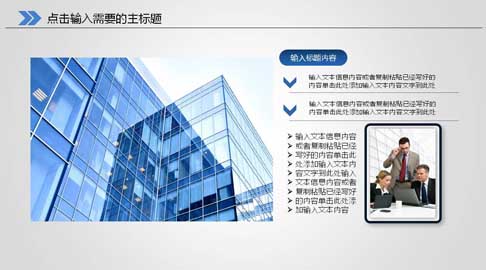 点击输入需要的主标题
输入标题内容
输入文本信息内容或者复制粘贴已经写好的
内容单击此处添加输入文本内容文字到此处
输入文本信息内容或者复制粘贴已经写好的
内容单击此处添加输入文本内容文字到此处
输入文本信息内容
或者复制粘贴已经
写好的内容单击此
处添加输入文本内
容文字到此处输入
文本信息内容或者
复制粘贴已经写好
的内容单击此处添
加输入文本内容